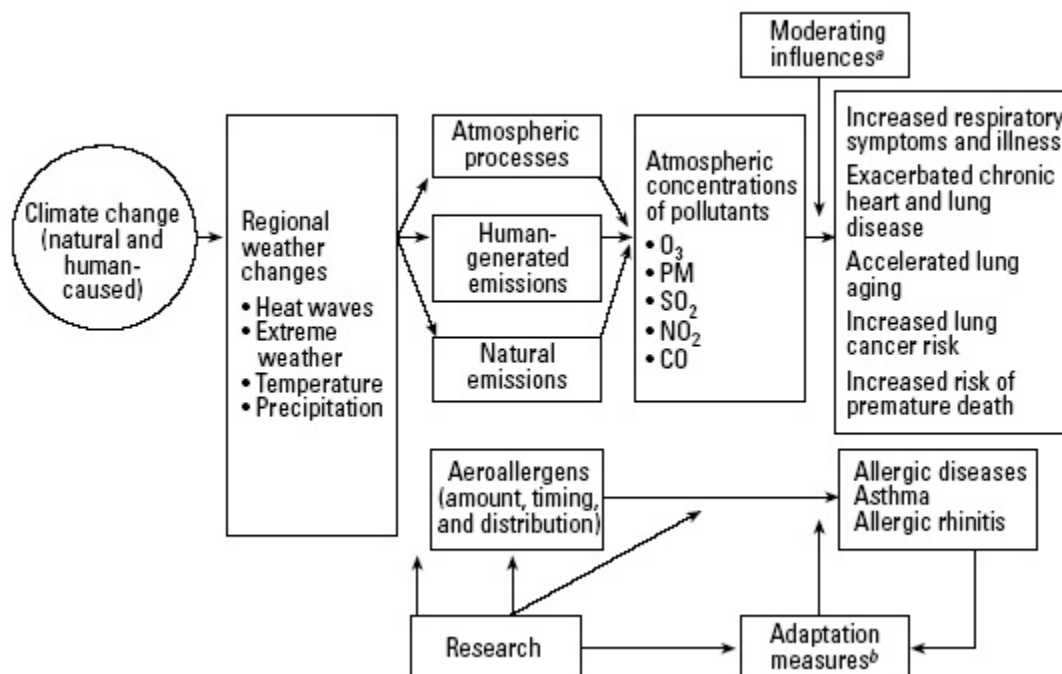 Moderating
influencesᵃ
Climate change
(natural and
human-
caused)
Regional
weather
changes
• Heat waves
• Extreme
weather
• Temperature
• Precipitation
Atmospheric
processes
Human-
generated
emissions
Natural
emissions
Atmospheric
concentrations
of pollutants
• O₃
• PM
• SO₂
• NO₂
• CO
Increased respiratory
symptoms and illness
Exacerbated chronic
heart and lung
disease
Accelerated lung
aging
Increased lung
cancer risk
Increased risk of
premature death
Aeroallergens
(amount, timing,
and distribution)
Allergic diseases
Asthma
Allergic rhinitis
Research
Adaptation
measuresᵇ